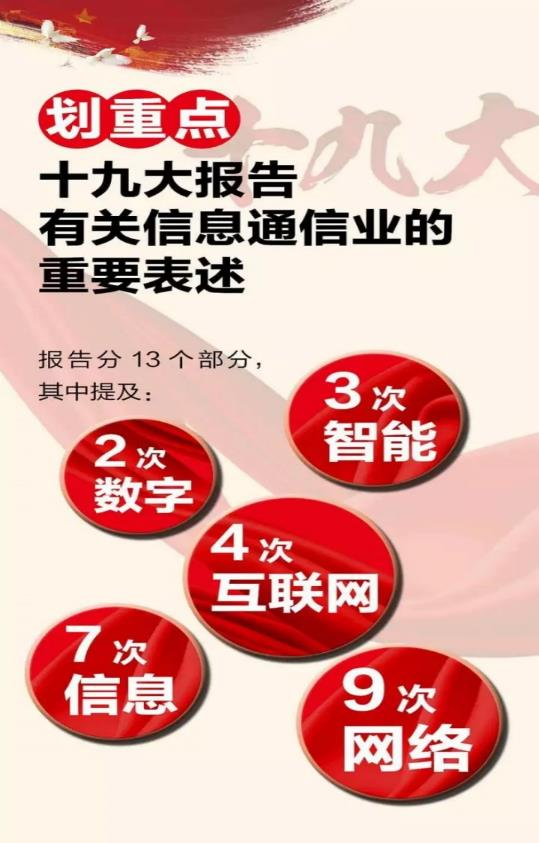 十九大
划重点
十九大报告
有关信息通信业的
重要表述
报告分 13 个部分，
其中提及：
3 次
智能
2 次
数字
4 次
互联网
7 次
信息
9 次
网络